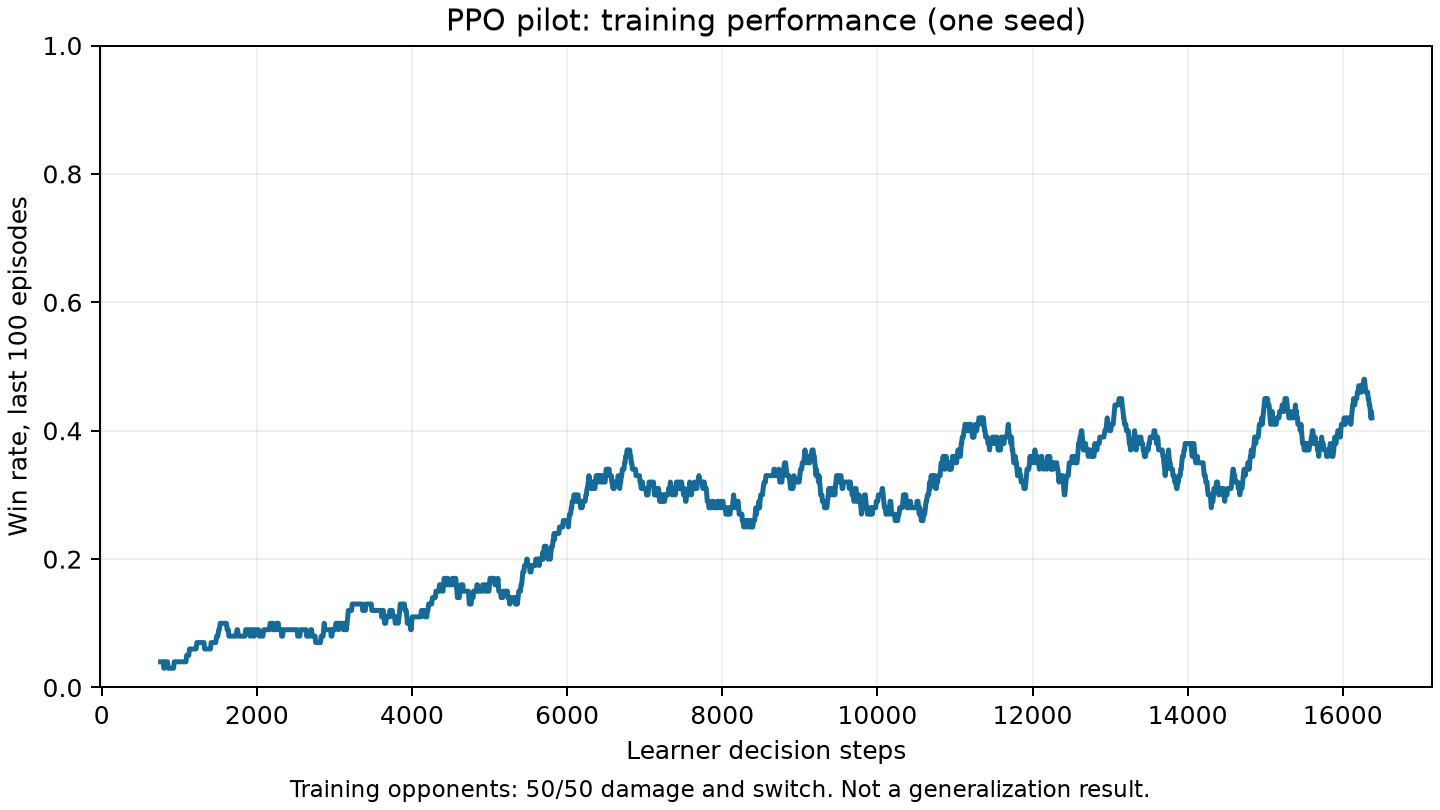 PPO pilot: training performance (one seed)
1.0
0.8
0.6
0.4
0.2
0.0
Win rate, last 100 episodes
0 2000 4000 6000 8000 10000 12000 14000 16000
Learner decision steps
Training opponents: 50/50 damage and switch. Not a generalization result.